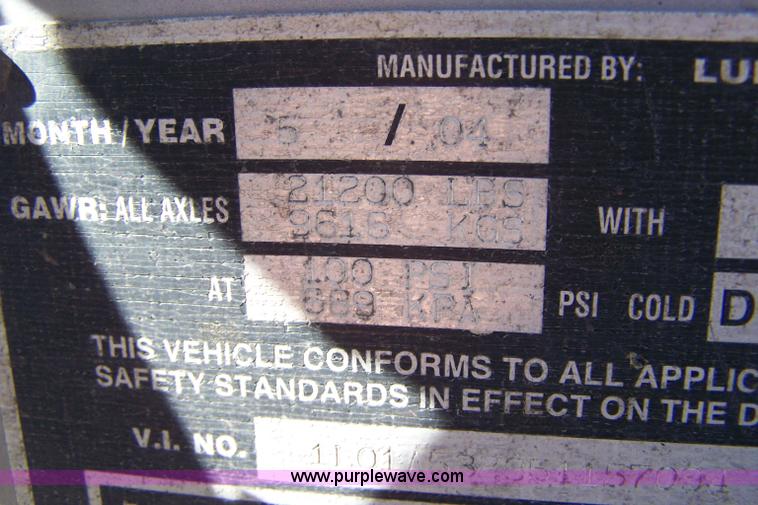 MANUFACTURED BY:
MONTH/YEAR 5 / 04
GAWR: ALL AXLES 21200 LBS
9616 KGS WITH
AT 100 PSI
689 KPA PSI COLD
THIS VEHICLE CONFORMS TO ALL
SAFETY STANDARDS IN EFFECT ON THE
V.I. NO.
www.purplewave.com